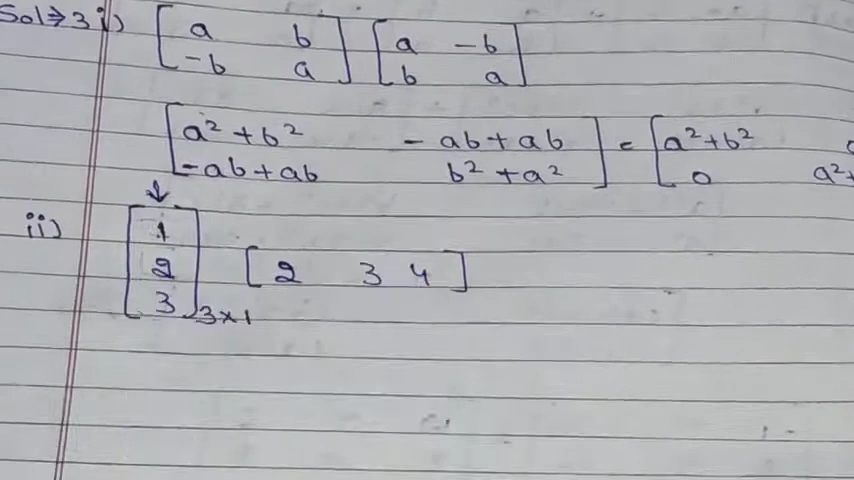 Sol⇒3 i) [ a b ] [ a -b ]
[ -b a ] [ b a ]
[ a² + b² - ab + ab ] = [ a² + b²
[ - ab + ab b² + a² ] [ 0 a²+
↓
ii) [ 1 ]
[ 2 ] [ 2 3 4 ]
[ 3 ] 3×1